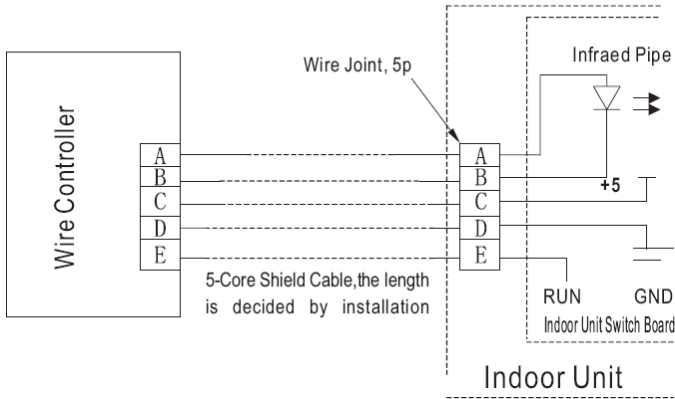 Infraed Pipe
Wire Joint, 5p
Wire Controller
A
B
C
D
E
A
B
C
D
E
+5
5-Core Shield Cable,the length
is decided by installation
RUN
GND
Indoor Unit Switch Board
Indoor Unit